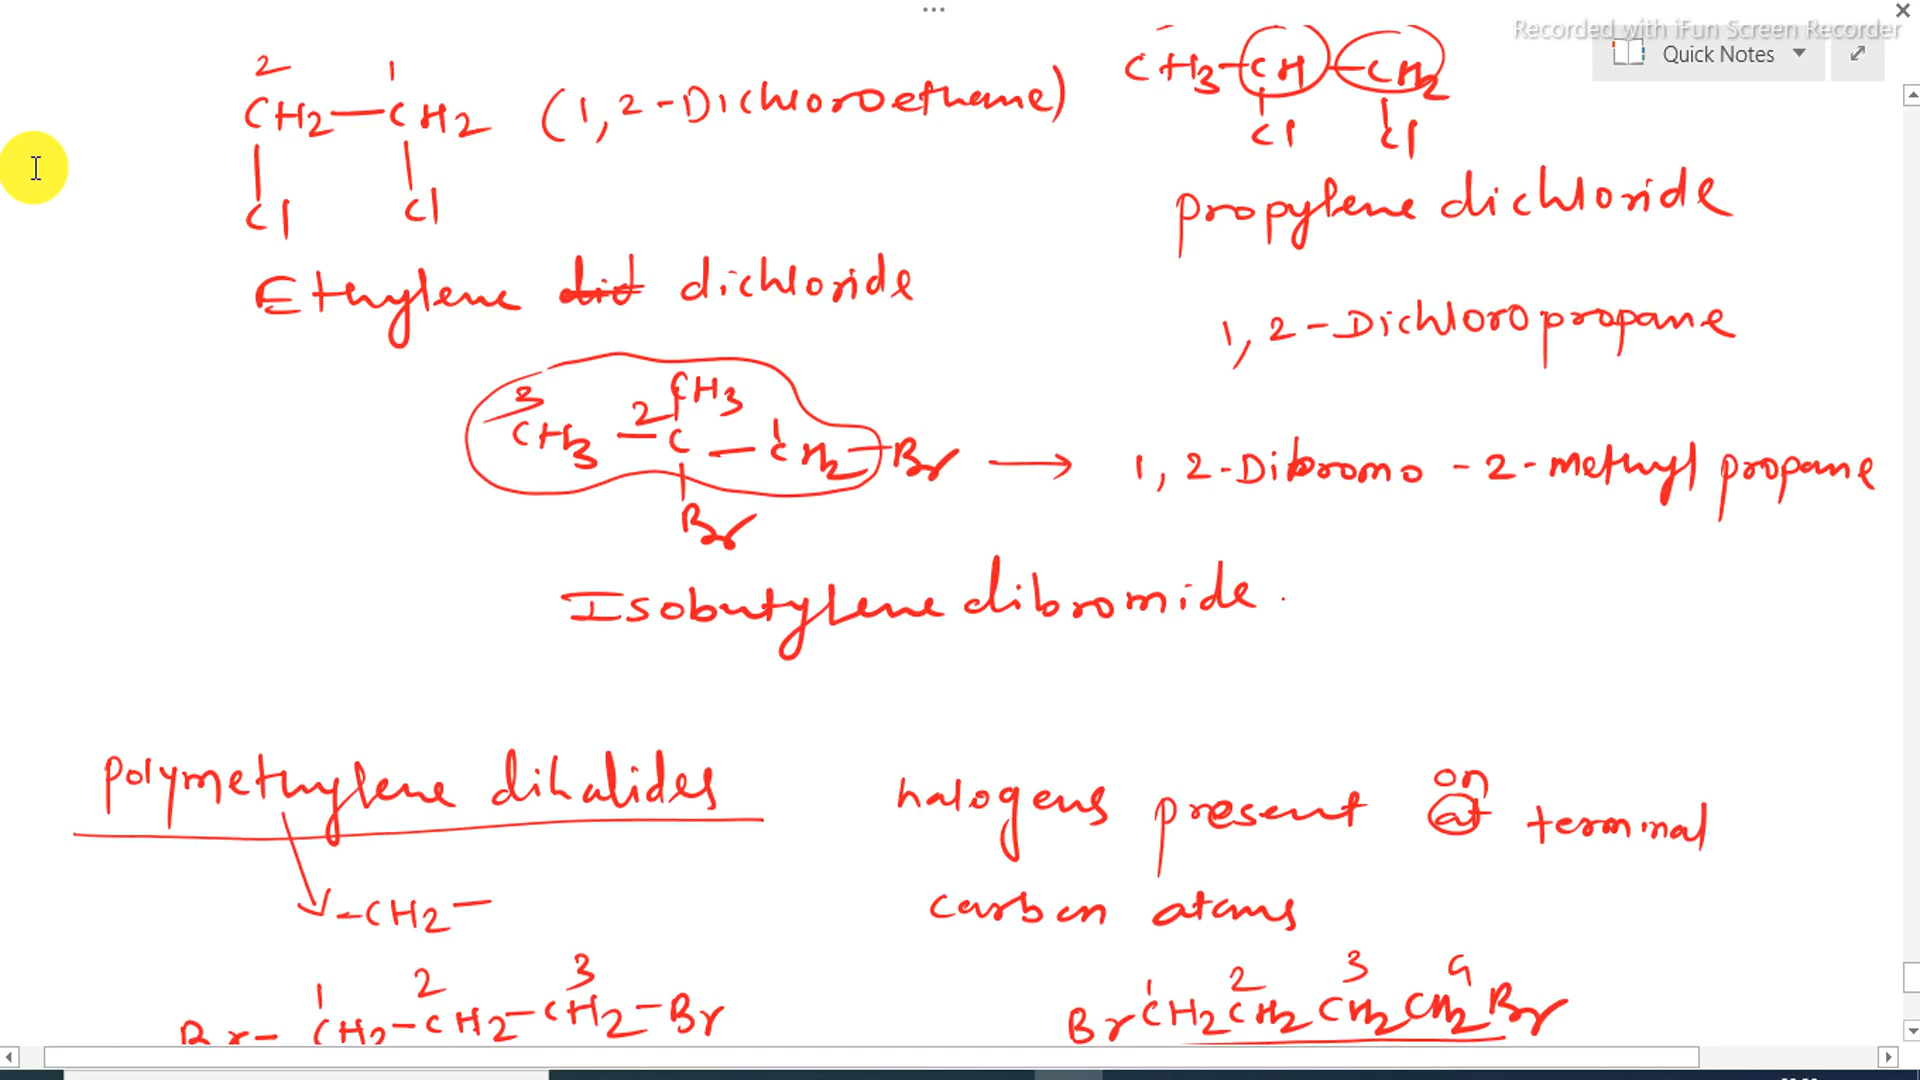 ...
Recorded with iFun Screen Recorder
Quick Notes
2 1
CH2—CH2 (1,2-Dichloroethane)
Cl Cl
Ethylene did dichloride
CH3—CH—CH2
Cl Cl
propylene dichloride
1,2-Dichloropropane
CH3
3 2 1
CH3—C—CH2—Br → 1,2-Dibromo-2-methyl propane
Br
Isobutylene dibromide.
polymethylene dihalides
-CH2-
halogens present at on terminal
carbon atoms
1 2 3
Br-CH2-CH2-CH2-Br
1 2 3 4
BrCH2CH2CH2CH2Br